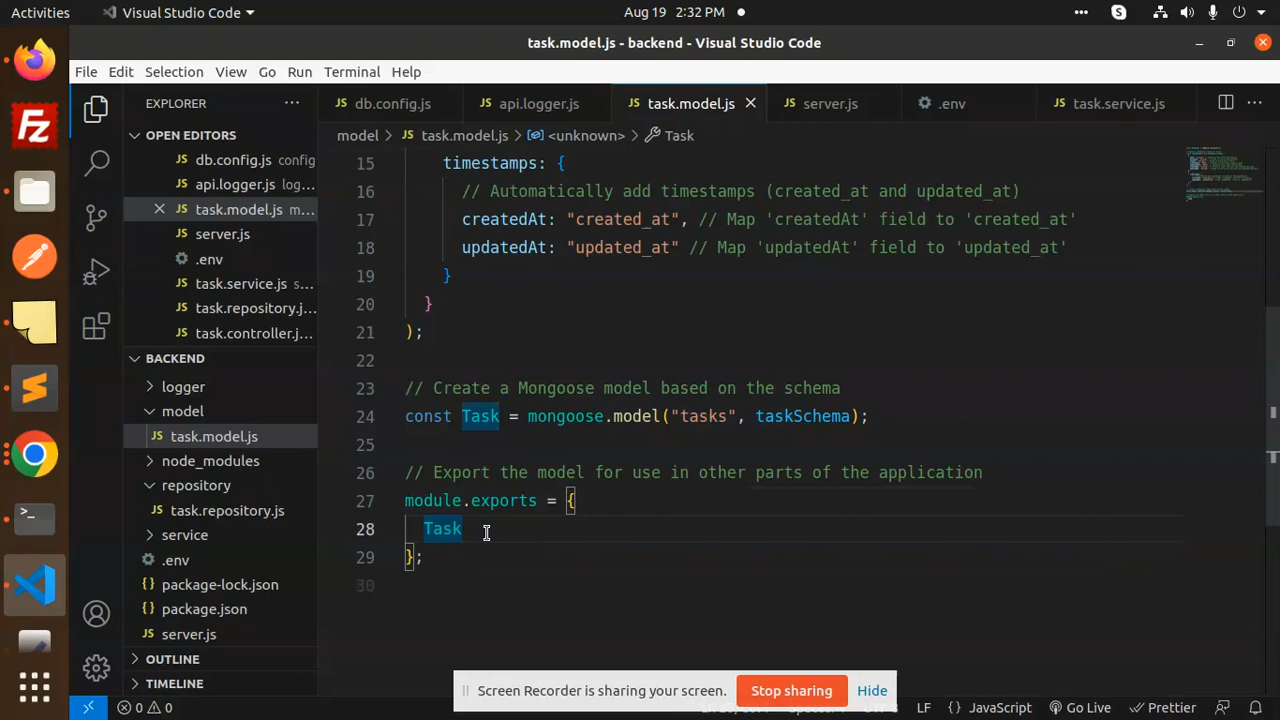 Activities
Visual Studio Code
Aug 19 2:32 PM
task.model.js - backend - Visual Studio Code
File Edit Selection View Go Run Terminal Help
EXPLORER
OPEN EDITORS
JS db.config.js config
JS api.logger.js log...
JS task.model.js m...
JS server.js
.env
JS task.service.js s...
JS task.repository.j...
JS task.controller.j...
BACKEND
logger
model
JS task.model.js
node_modules
repository
JS task.repository.js
service
.env
{} package-lock.json
{} package.json
JS server.js
OUTLINE
TIMELINE
JS db.config.js
JS api.logger.js
JS task.model.js
JS server.js
.env
JS task.service.js
model > JS task.model.js > <unknown> > Task
15 timestamps: {
16 // Automatically add timestamps (created_at and updated_at)
17 createdAt: "created_at", // Map 'createdAt' field to 'created_at'
18 updatedAt: "updated_at" // Map 'updatedAt' field to 'updated_at'
19 }
20 }
21 );
22
23 // Create a Mongoose model based on the schema
24 const Task = mongoose.model("tasks", taskSchema);
25
26 // Export the model for use in other parts of the application
27 module.exports = {
28 Task
29 };
30
Screen Recorder is sharing your screen.
Stop sharing
Hide
0 0
LF {} JavaScript Go Live Prettier